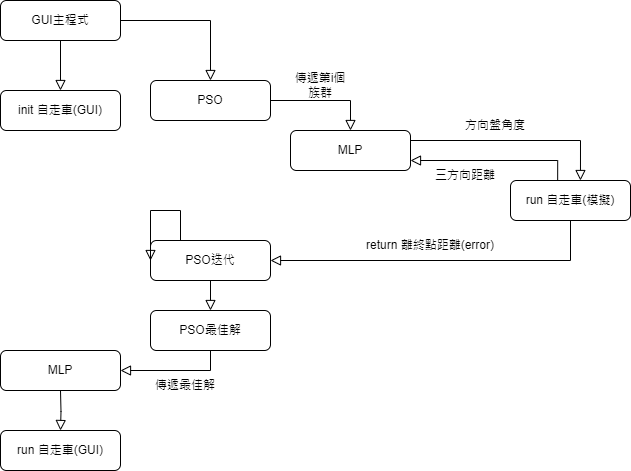 GUI主程式
init 自走車(GUI)
PSO
傳遞第i個
族群
MLP
方向盤角度
三方向距離
run 自走車(模擬)
return 離終點距離(error)
PSO迭代
PSO最佳解
MLP
傳遞最佳解
run 自走車(GUI)